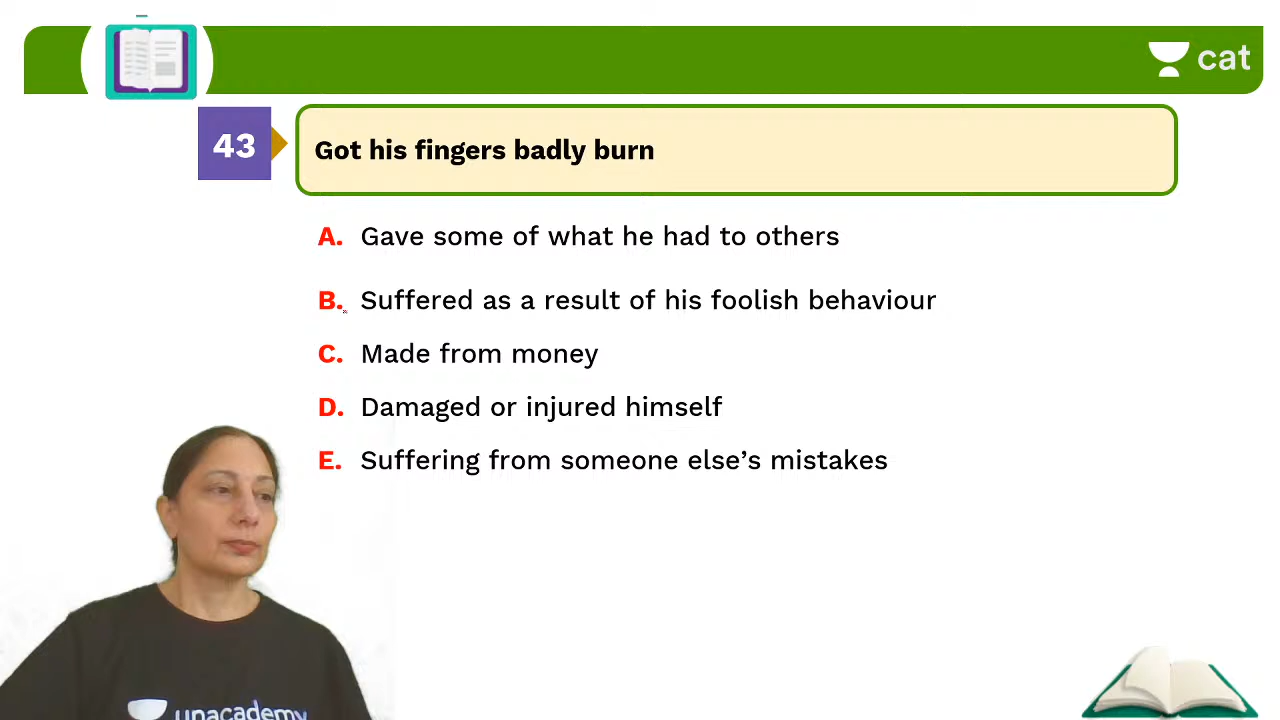 cat
43
Got his fingers badly burn
A. Gave some of what he had to others
B. Suffered as a result of his foolish behaviour
C. Made from money
D. Damaged or injured himself
E. Suffering from someone else’s mistakes
unacademy